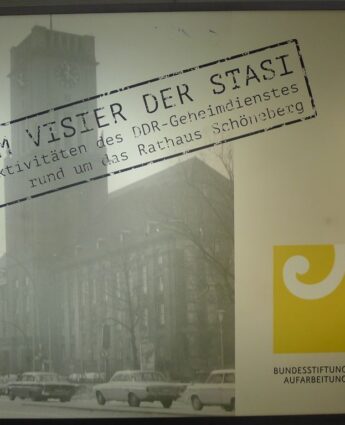 M VISIER DER STASI
ktivitäten des DDR-Geheimdienstes
rund um das Rathaus Schöneberg
BUNDESSTIFTUNG
AUFARBEITUNG